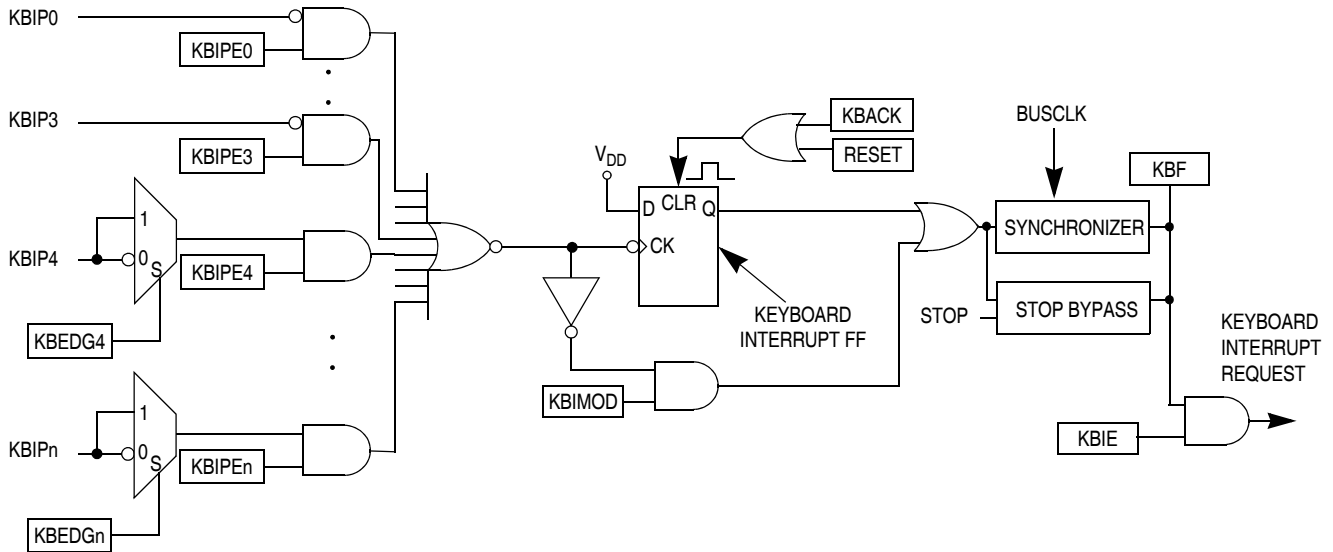 KBIP0
KBIPE0
KBIP3
KBIPE3
1
KBIP4
0
S
KBIPE4
KBEDG4
1
KBIPn
0
S
KBIPEn
KBEDGn
VDD
D CLR Q
CK
KBACK
RESET
KEYBOARD
INTERRUPT FF
KBIMOD
BUSCLK
SYNCHRONIZER
KBF
STOP
STOP BYPASS
KEYBOARD
INTERRUPT
REQUEST
KBIE